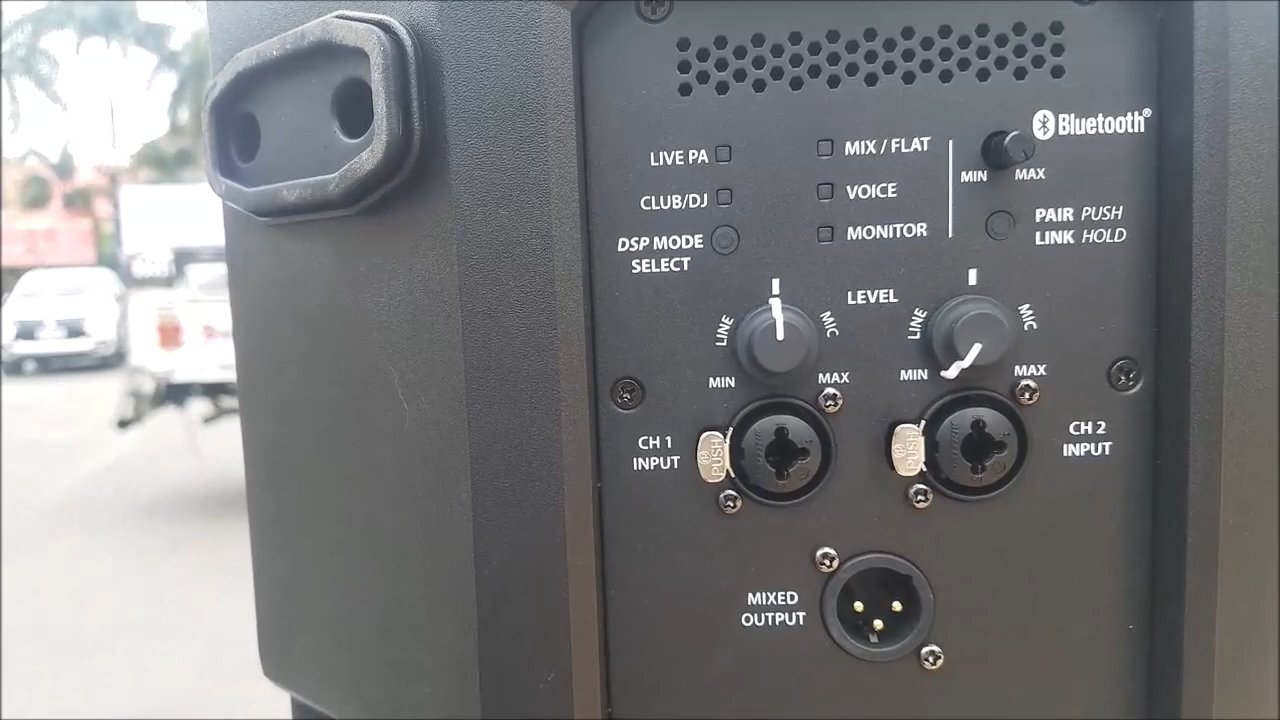 Bluetooth®
LIVE PA
MIX / FLAT
MIN
MAX
CLUB/DJ
VOICE
DSP MODE
SELECT
MONITOR
PAIR PUSH
LINK HOLD
LEVEL
LINE
MIC
LINE
MIC
MIN
MAX
MIN
MAX
CH 1
INPUT
PUSH
PUSH
CH 2
INPUT
MIXED
OUTPUT